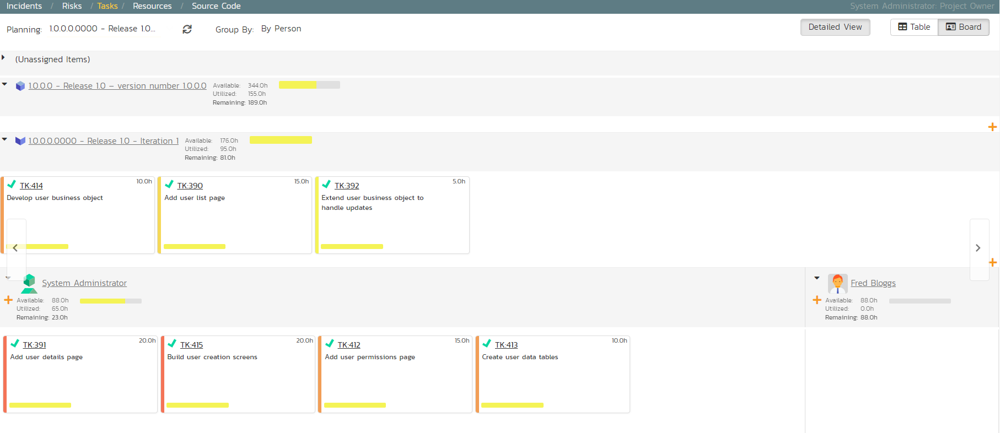 Incidents / Risks / Tasks / Resources / Source Code
System Administrator: Project Owner
Planning: 1.0.0.0.0000 - Release 1.0... Group By: By Person
Detailed View Table Board
(Unassigned Items)
1.0.0.0 - Release 1.0 – version number 1.0.0.0
Available: 344.0h
Utilized: 155.0h
Remaining: 189.0h
+
1.0.0.0.0000 - Release 1.0 - Iteration 1
Available: 176.0h
Utilized: 95.0h
Remaining: 81.0h
TK:414 10.0h
Develop user business object
TK:390 15.0h
Add user list page
TK:392 5.0h
Extend user business object to
handle updates
+
System Administrator
+
Available: 88.0h
Utilized: 65.0h
Remaining: 23.0h
Fred Bloggs
+
Available: 88.0h
Utilized: 0.0h
Remaining: 88.0h
TK:391 20.0h
Add user details page
TK:415 20.0h
Build user creation screens
TK:412 15.0h
Add user permissions page
TK:413 10.0h
Create user data tables